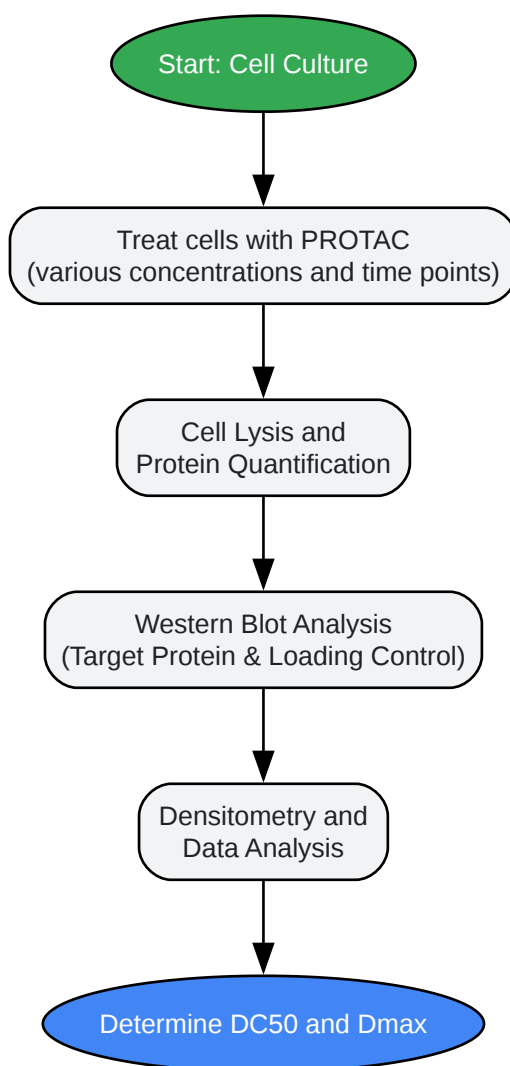 Start: Cell Culture
Treat cells with PROTAC
(various concentrations and time points)
Cell Lysis and
Protein Quantification
Western Blot Analysis
(Target Protein & Loading Control)
Densitometry and
Data Analysis
Determine DC50 and Dmax